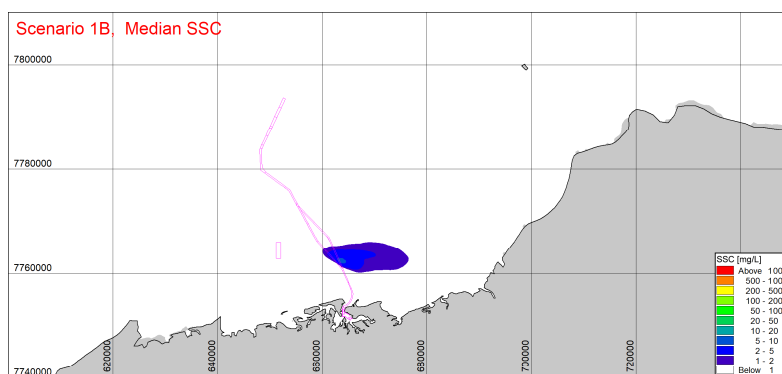 Scenario 1B, Median SSC
7800000
7780000
7760000
7740000
620000
640000
660000
680000
700000
720000
SSC [mg/L]
Above 100
500 - 100
200 - 500
100 - 200
50 - 100
20 - 50
10 - 20
5 - 10
2 - 5
1 - 2
Below 1